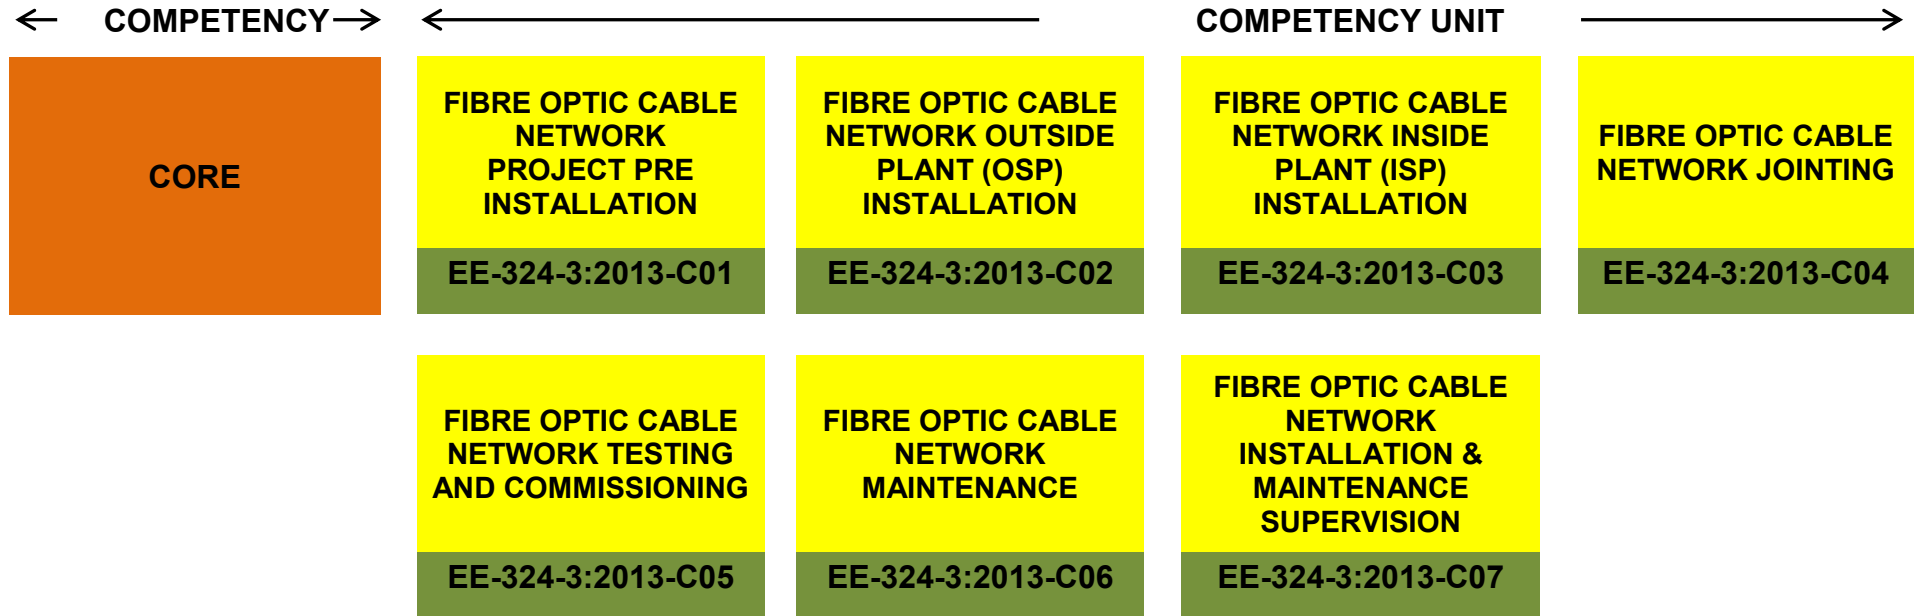 COMPETENCY
COMPETENCY UNIT
CORE
FIBRE OPTIC CABLE
NETWORK
PROJECT PRE
INSTALLATION
EE-324-3:2013-C01
FIBRE OPTIC CABLE
NETWORK OUTSIDE
PLANT (OSP)
INSTALLATION
EE-324-3:2013-C02
FIBRE OPTIC CABLE
NETWORK INSIDE
PLANT (ISP)
INSTALLATION
EE-324-3:2013-C03
FIBRE OPTIC CABLE
NETWORK JOINTING
EE-324-3:2013-C04
FIBRE OPTIC CABLE
NETWORK TESTING
AND COMMISSIONING
EE-324-3:2013-C05
FIBRE OPTIC CABLE
NETWORK
MAINTENANCE
EE-324-3:2013-C06
FIBRE OPTIC CABLE
NETWORK
INSTALLATION &
MAINTENANCE
SUPERVISION
EE-324-3:2013-C07